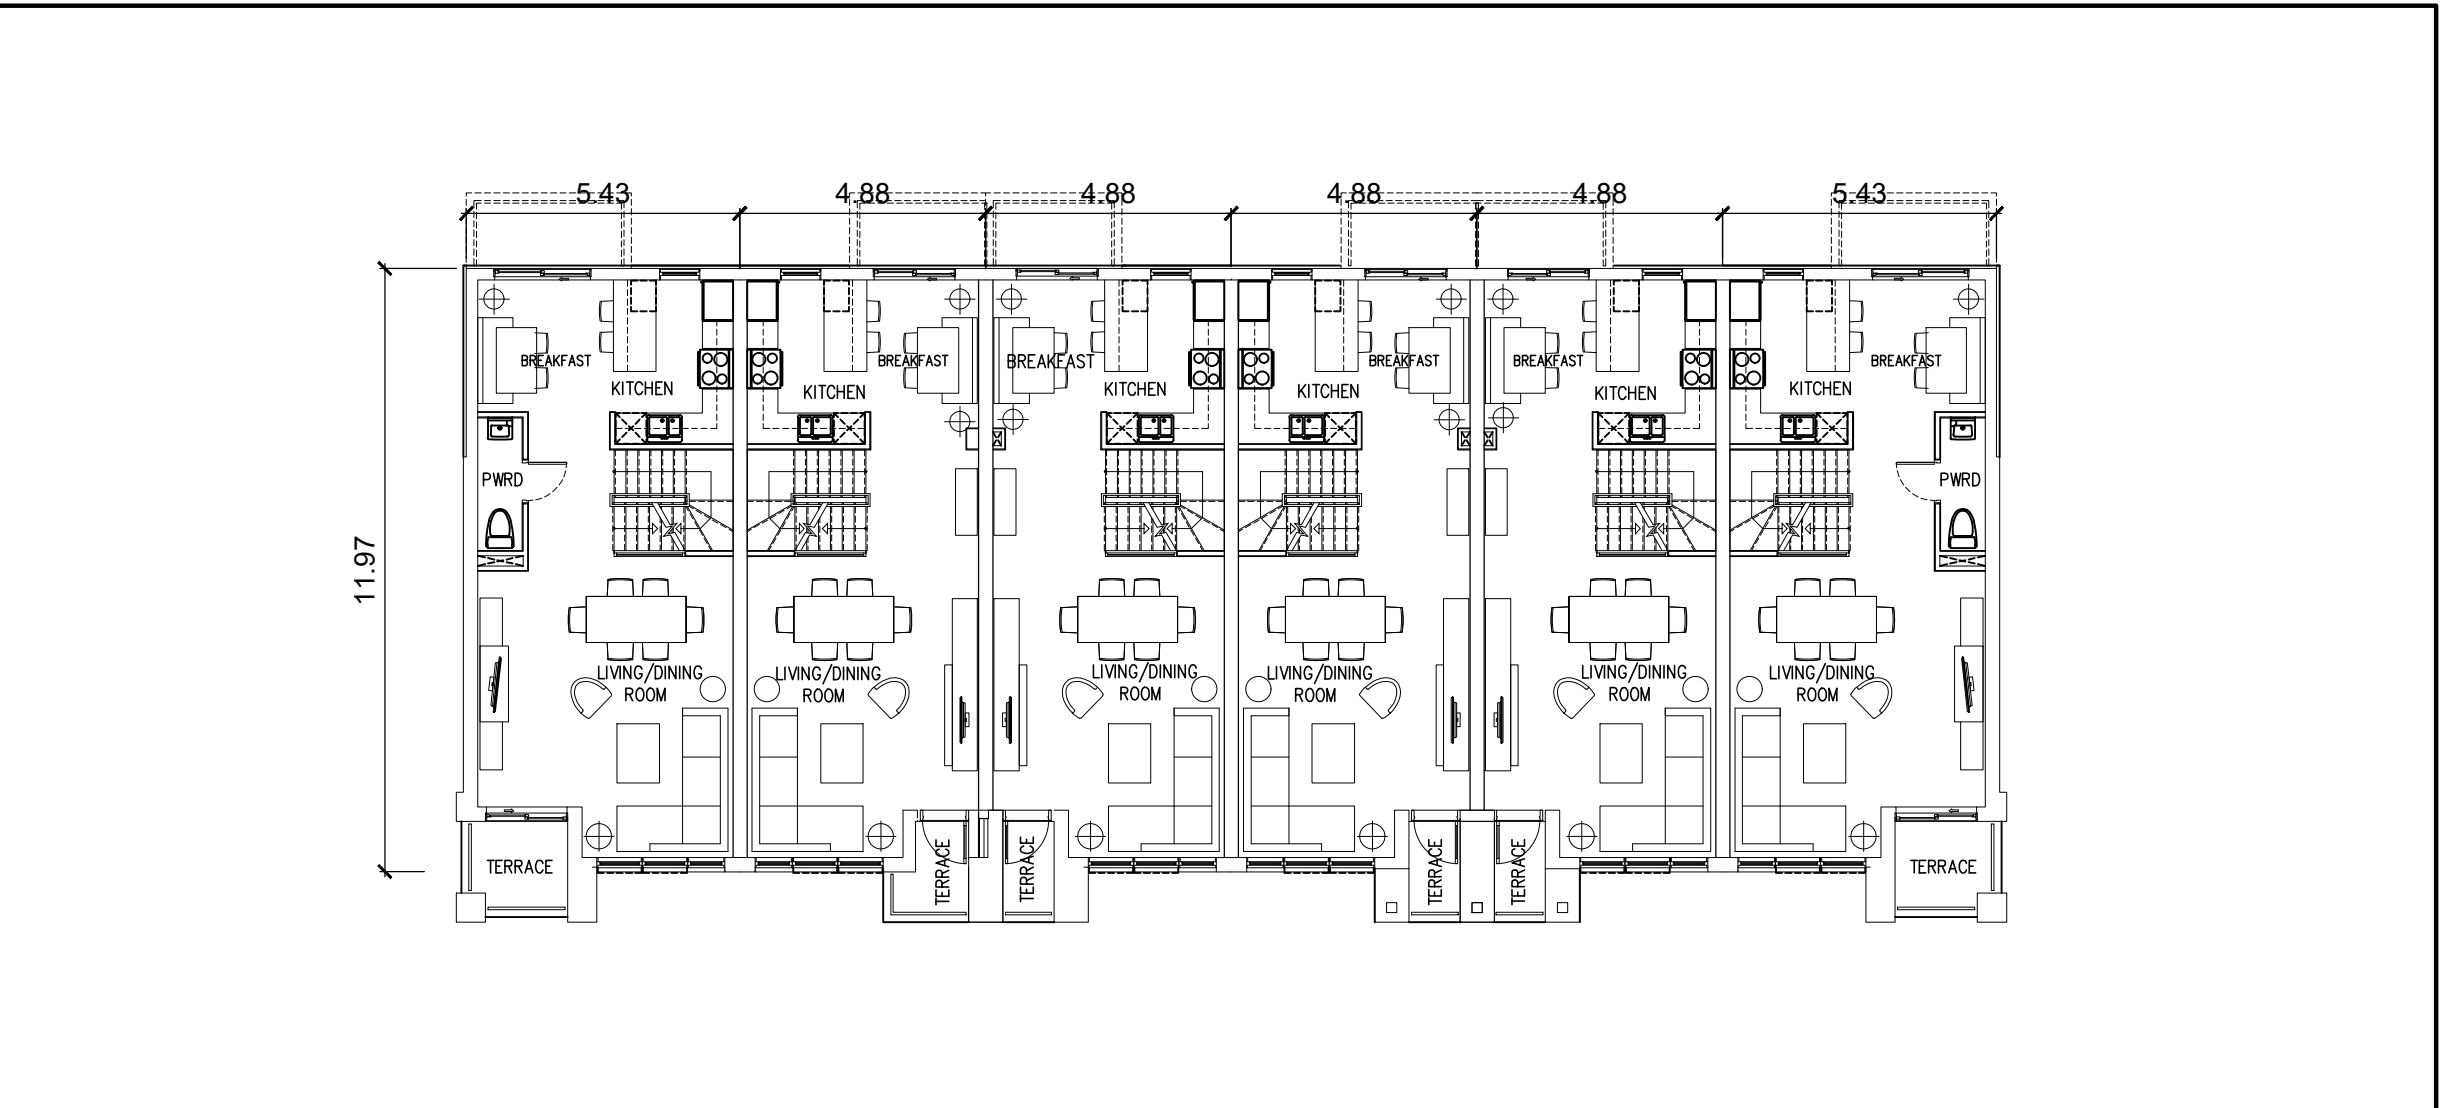 5.43 4.88 4.88 4.88 4.88 5.43
11.97
BREAKFAST BREAKFAST BREAKFAST BREAKFAST BREAKFAST BREAKFAST
KITCHEN KITCHEN KITCHEN KITCHEN KITCHEN KITCHEN
PWRD PWRD
LIVING/DINING LIVING/DINING LIVING/DINING LIVING/DINING LIVING/DINING LIVING/DINING
ROOM ROOM ROOM ROOM ROOM ROOM
TERRACE TERRACE TERRACE TERRACE TERRACE TERRACE